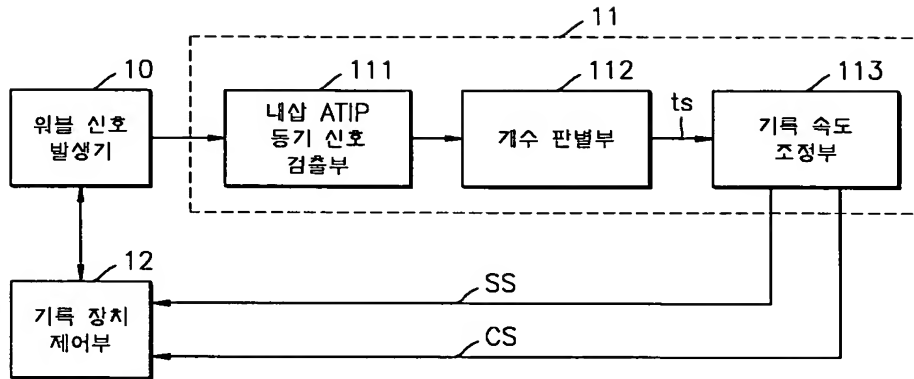 11
10
워블 신호
발생기
111
내삽 ATIP
동기 신호
검출부
112
개수 판별부
ts
113
기록 속도
조정부
12
기록 장치
제어부
SS
CS